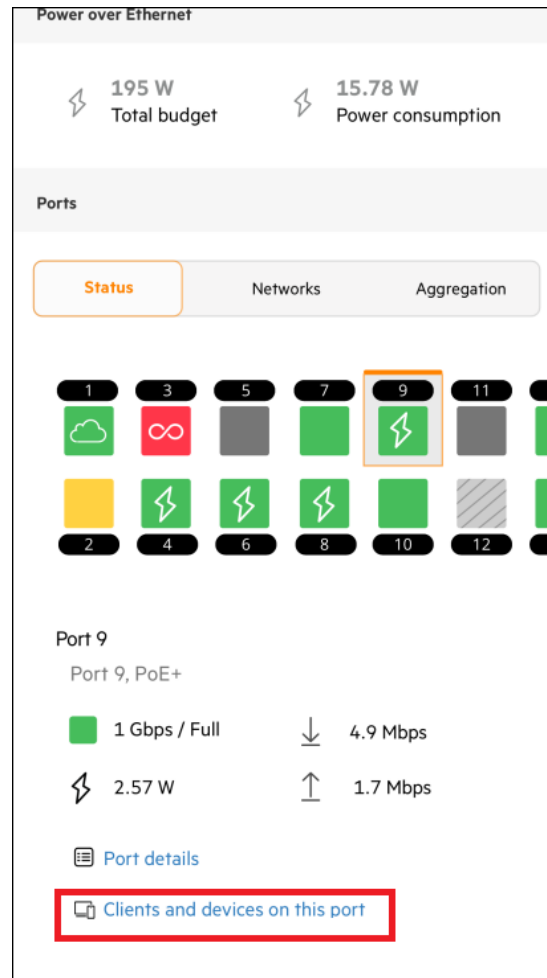 Power over Ethernet
195 W
Total budget
15.78 W
Power consumption
Ports
Status
Networks
Aggregation
1 3 5 7 9 11
2 4 6 8 10 12
Port 9
Port 9, PoE+
1 Gbps / Full
4.9 Mbps
2.57 W
1.7 Mbps
Port details
Clients and devices on this port